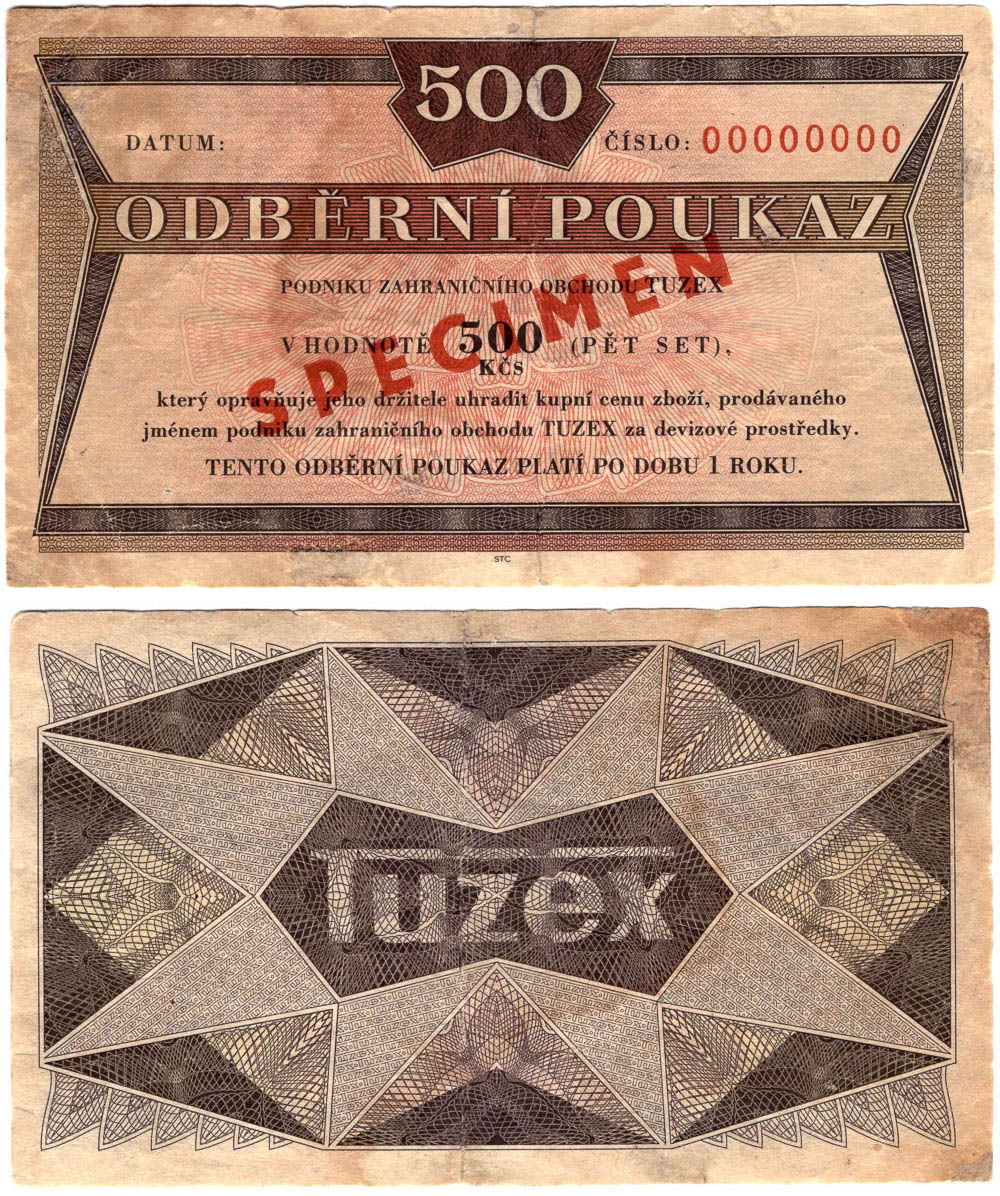 500
DATUM:
ČÍSLO: 00000000
ODBĚRNÍ POUKAZ
PODNIKU ZAHRANIČNÍHO OBCHODU TUZEX
V HODNOTĚ 500 (PĚT SET),
KČS
který opravňuje jeho držitele uhradit kupní cenu zboží, prodávaného
jménem podniku zahraničního obchodu TUZEX za devizové prostředky.
TENTO ODBĚRNÍ POUKAZ PLATÍ PO DOBU 1 ROKU.
SPECIMEN
STC
Tuzex